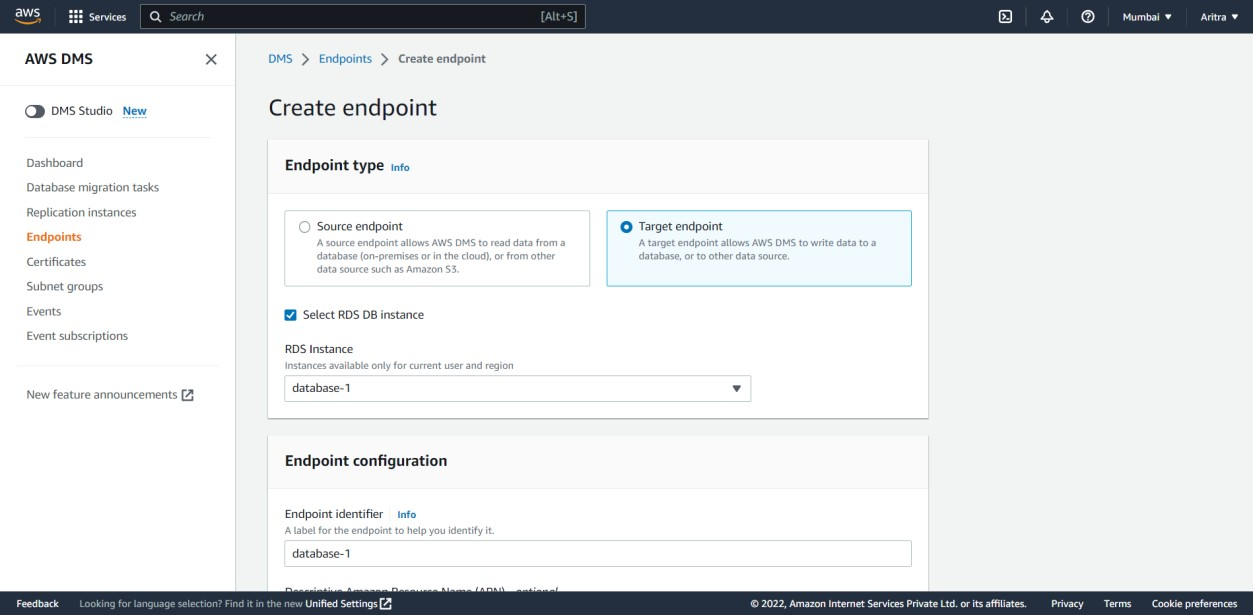 aws Services Search [Alt+S] Mumbai ▼ Aritra ▼
AWS DMS
DMS Studio New
Dashboard
Database migration tasks
Replication instances
Endpoints
Certificates
Subnet groups
Events
Event subscriptions
New feature announcements
DMS > Endpoints > Create endpoint
Create endpoint
Endpoint type Info
Source endpoint
A source endpoint allows AWS DMS to read data from a
database (on-premises or in the cloud), or from other
data source such as Amazon S3.
Target endpoint
A target endpoint allows AWS DMS to write data to a
database, or to other data source.
Select RDS DB instance
RDS Instance
Instances available only for current user and region
database-1
Endpoint configuration
Endpoint identifier Info
A label for the endpoint to help you identify it.
database-1
Descriptive Amazon Resource Name (ARN) - optional
Feedback Looking for language selection? Find it in the new Unified Settings © 2022, Amazon Internet Services Private Ltd. or its affiliates. Privacy Terms Cookie preferences